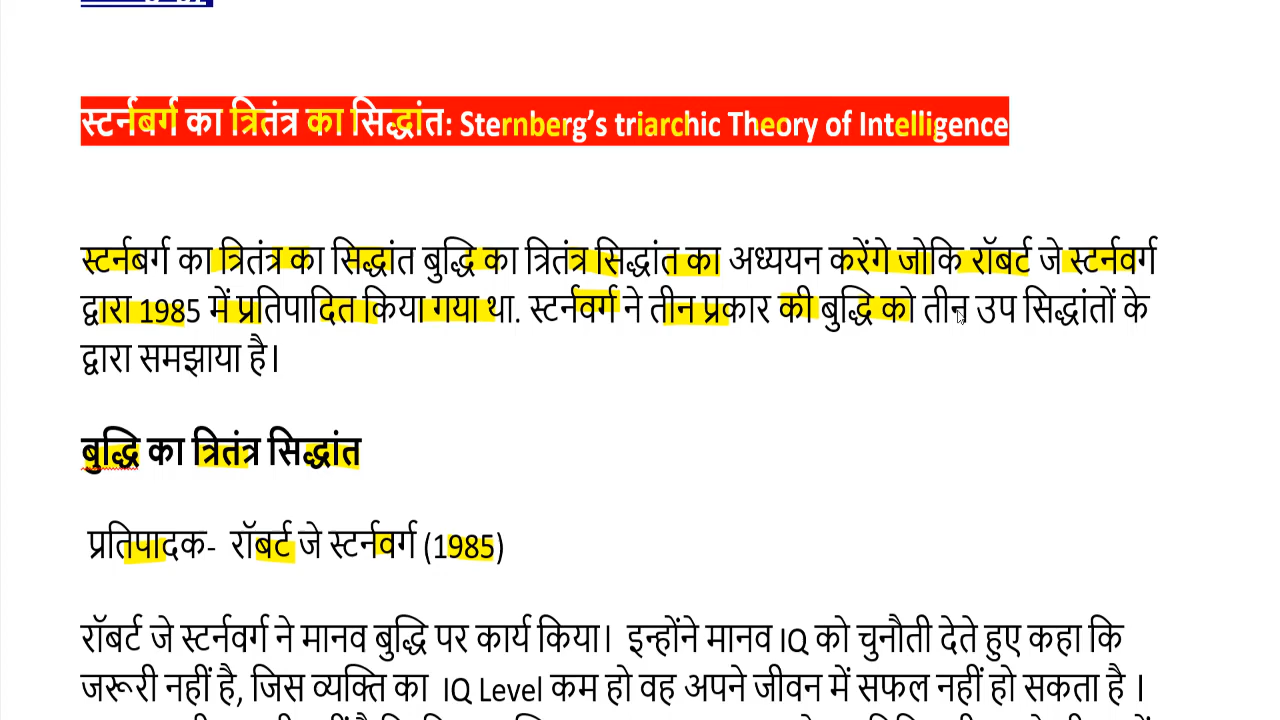 स्टर्नबर्ग का त्रितंत्र का सिद्धांत: Sternberg’s triarchic Theory of Intelligence
स्टर्नबर्ग का त्रितंत्र का सिद्धांत बुद्धि का त्रितंत्र सिद्धांत का अध्ययन करेंगे जोकि रॉबर्ट जे स्टर्नवर्ग
द्वारा 1985 में प्रतिपादित किया गया था. स्टर्नवर्ग ने तीन प्रकार की बुद्धि को तीन उप सिद्धांतों के
द्वारा समझाया है।
बुद्धि का त्रितंत्र सिद्धांत
प्रतिपादक- रॉबर्ट जे स्टर्नवर्ग (1985)
रॉबर्ट जे स्टर्नवर्ग ने मानव बुद्धि पर कार्य किया। इन्होंने मानव IQ को चुनौती देते हुए कहा कि
जरूरी नहीं है, जिस व्यक्ति का IQ Level कम हो वह अपने जीवन में सफल नहीं हो सकता है ।